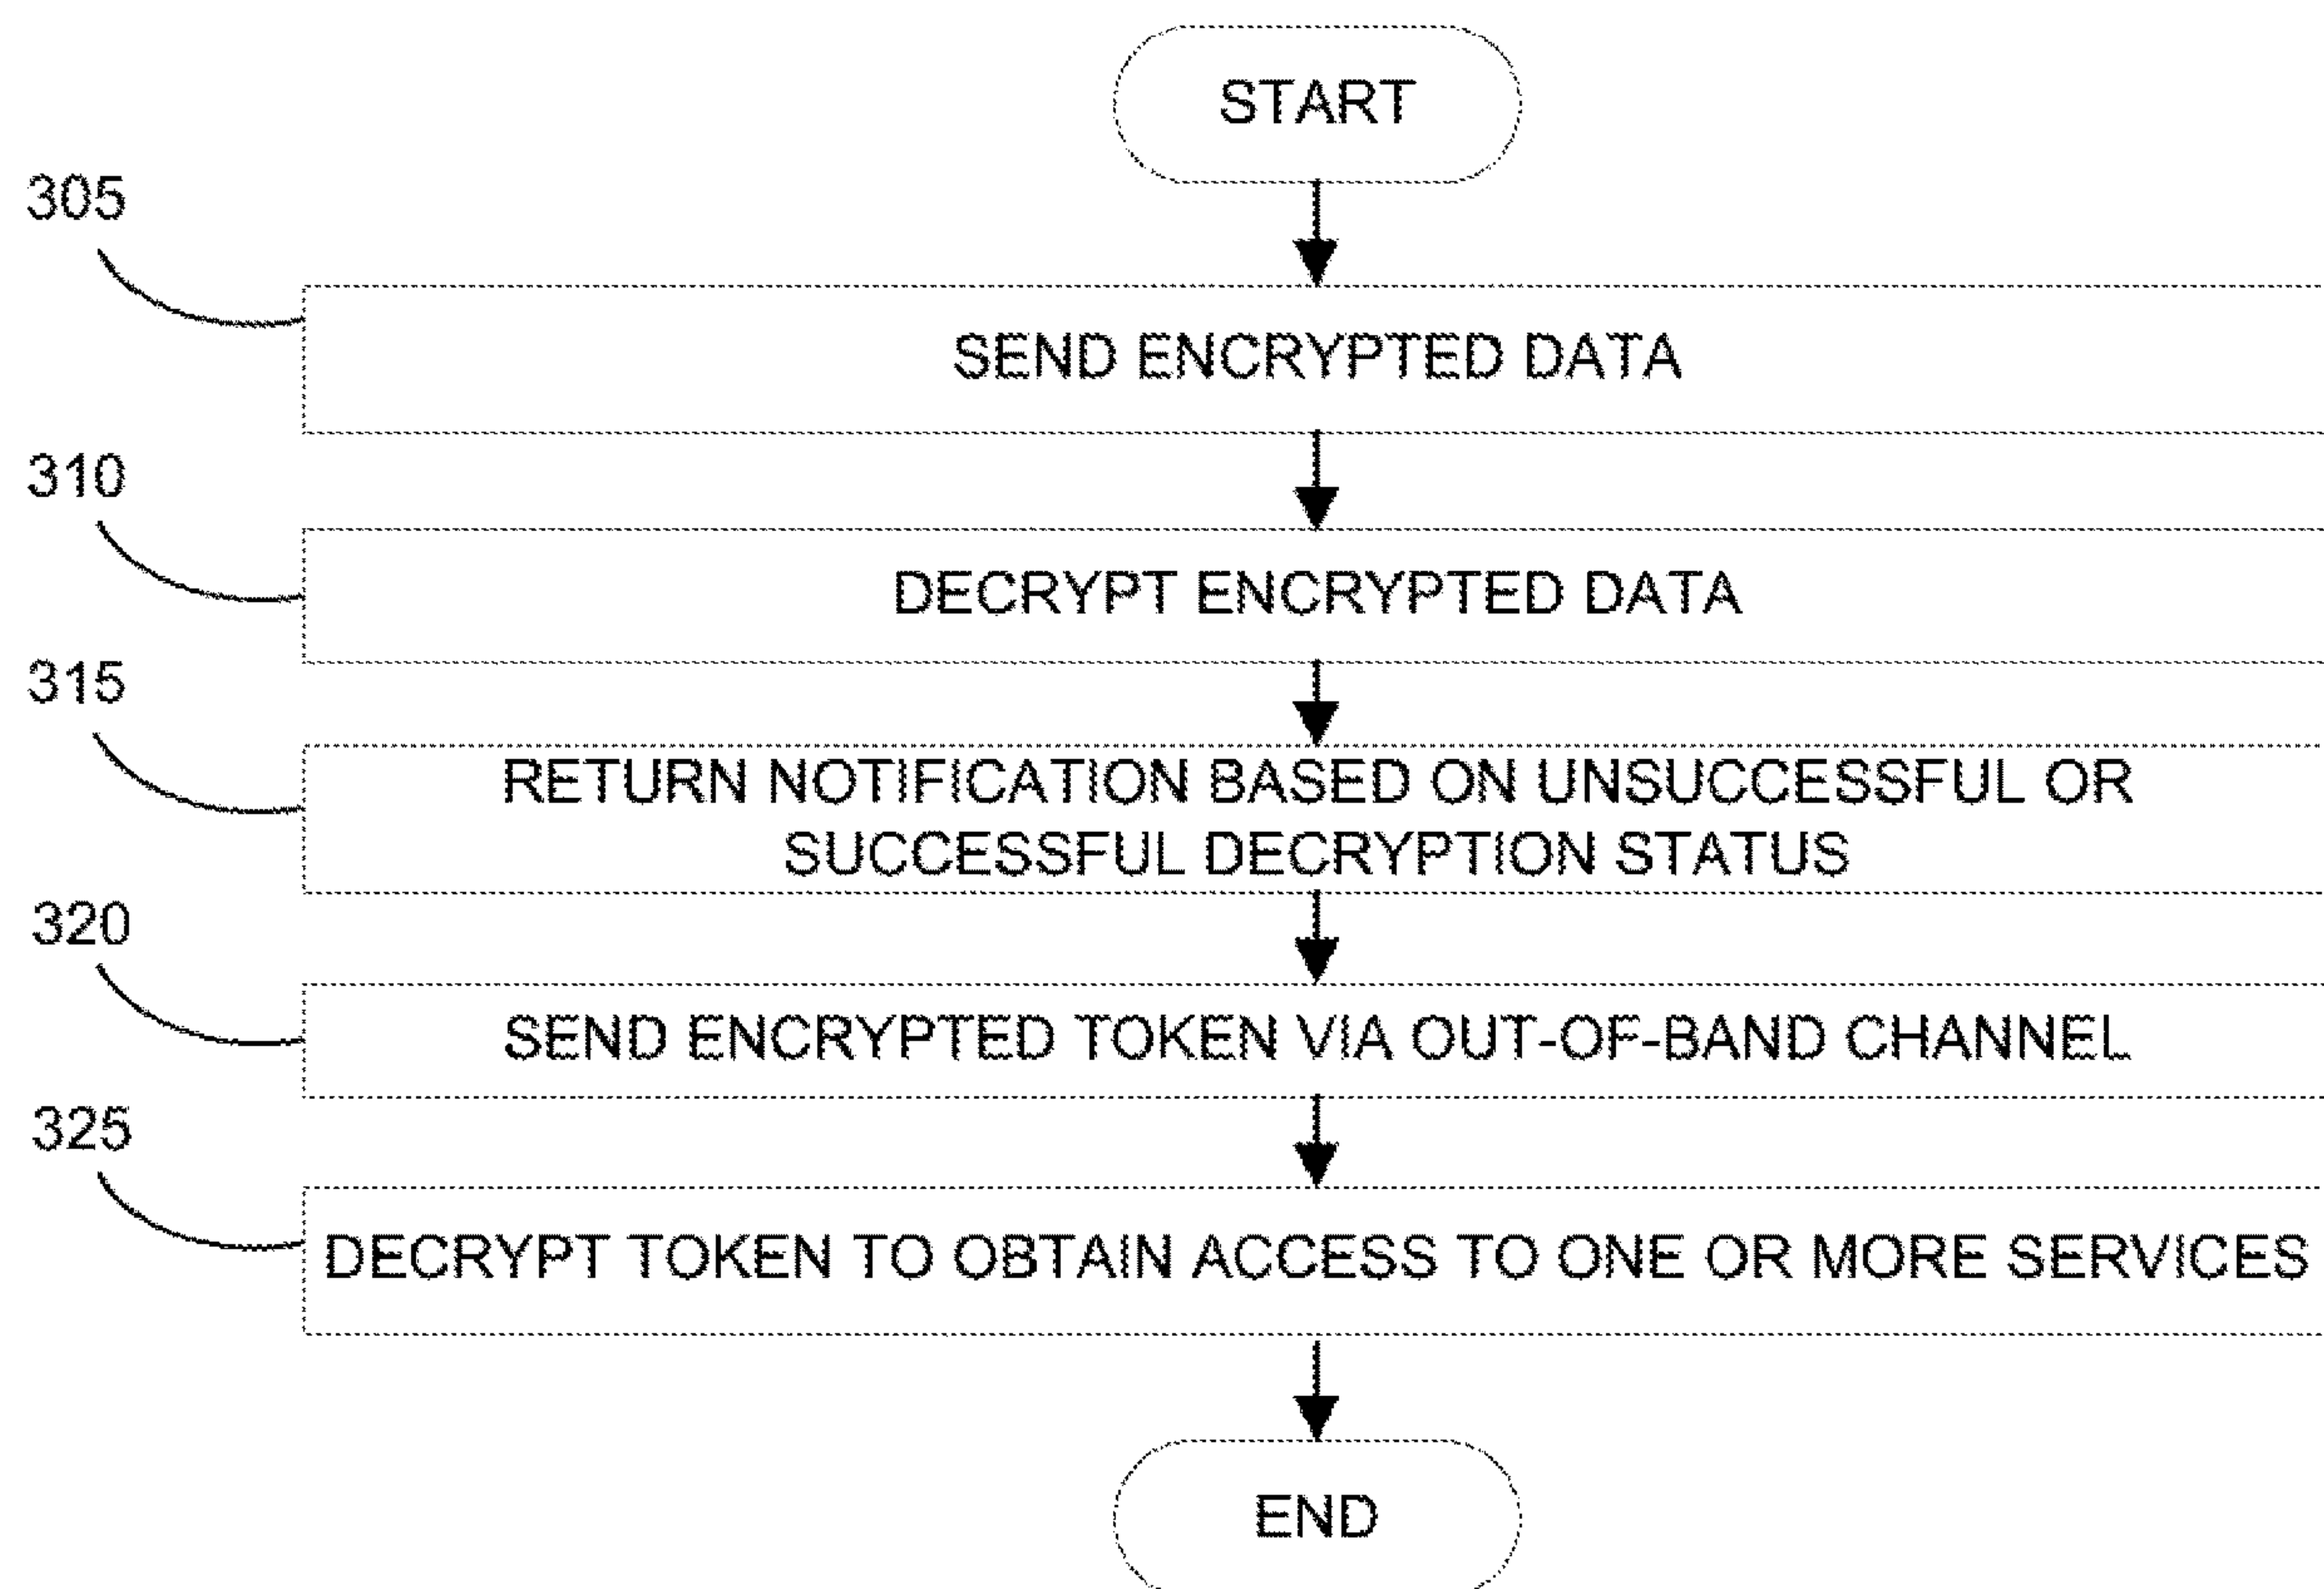 START
305
SEND ENCRYPTED DATA
310
DECRYPT ENCRYPTED DATA
315
RETURN NOTIFICATION BASED ON UNSUCCESSFUL OR
SUCCESSFUL DECRYPTION STATUS
320
SEND ENCRYPTED TOKEN VIA OUT-OF-BAND CHANNEL
325
DECRYPT TOKEN TO OBTAIN ACCESS TO ONE OR MORE SERVICES
END